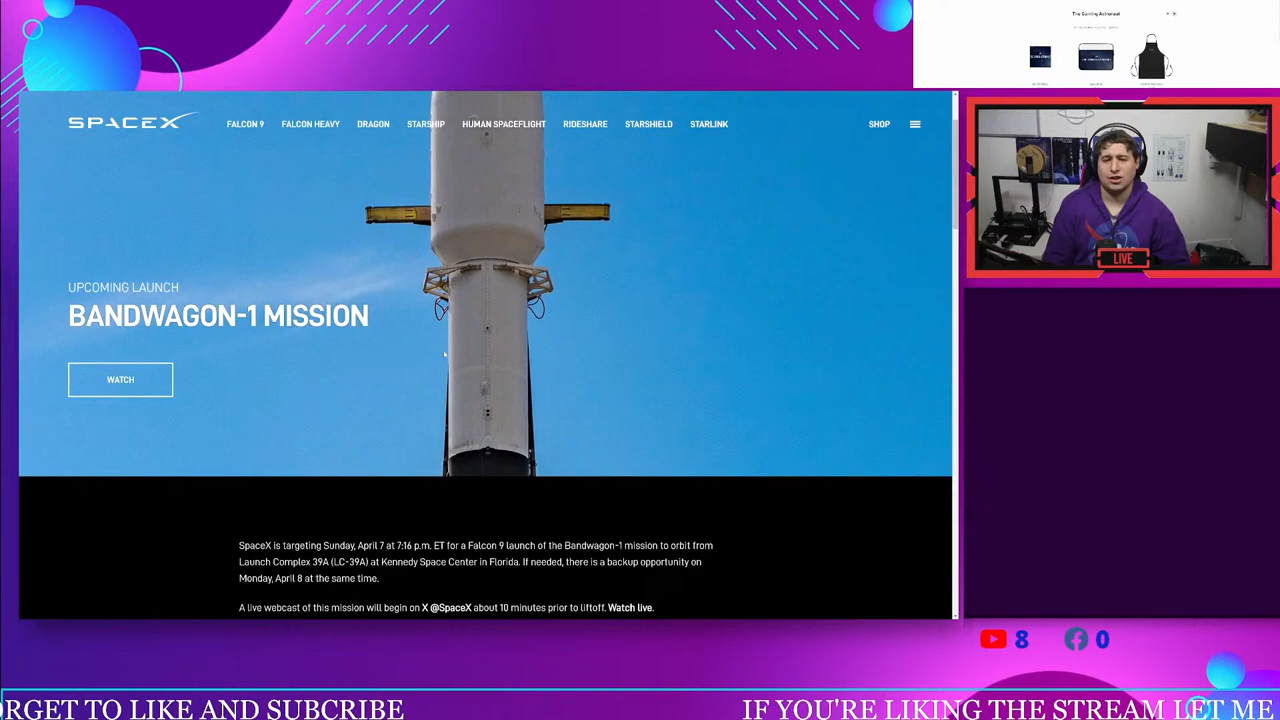 The Gaming Astronaut
SPACEX
FALCON 9
FALCON HEAVY
DRAGON
STARSHIP
HUMAN SPACEFLIGHT
RIDESHARE
STARSHIELD
STARLINK
SHOP
UPCOMING LAUNCH
BANDWAGON-1 MISSION
WATCH
SpaceX is targeting Sunday, April 7 at 7:16 p.m. ET for a Falcon 9 launch of the Bandwagon-1 mission to orbit from
Launch Complex 39A (LC-39A) at Kennedy Space Center in Florida. If needed, there is a backup opportunity on
Monday, April 8 at the same time.
A live webcast of this mission will begin on X @SpaceX about 10 minutes prior to liftoff. Watch live.
LIVE
8
0
ORGET TO LIKE AND SUBCRIBE
IF YOU'RE LIKING THE STREAM LET ME